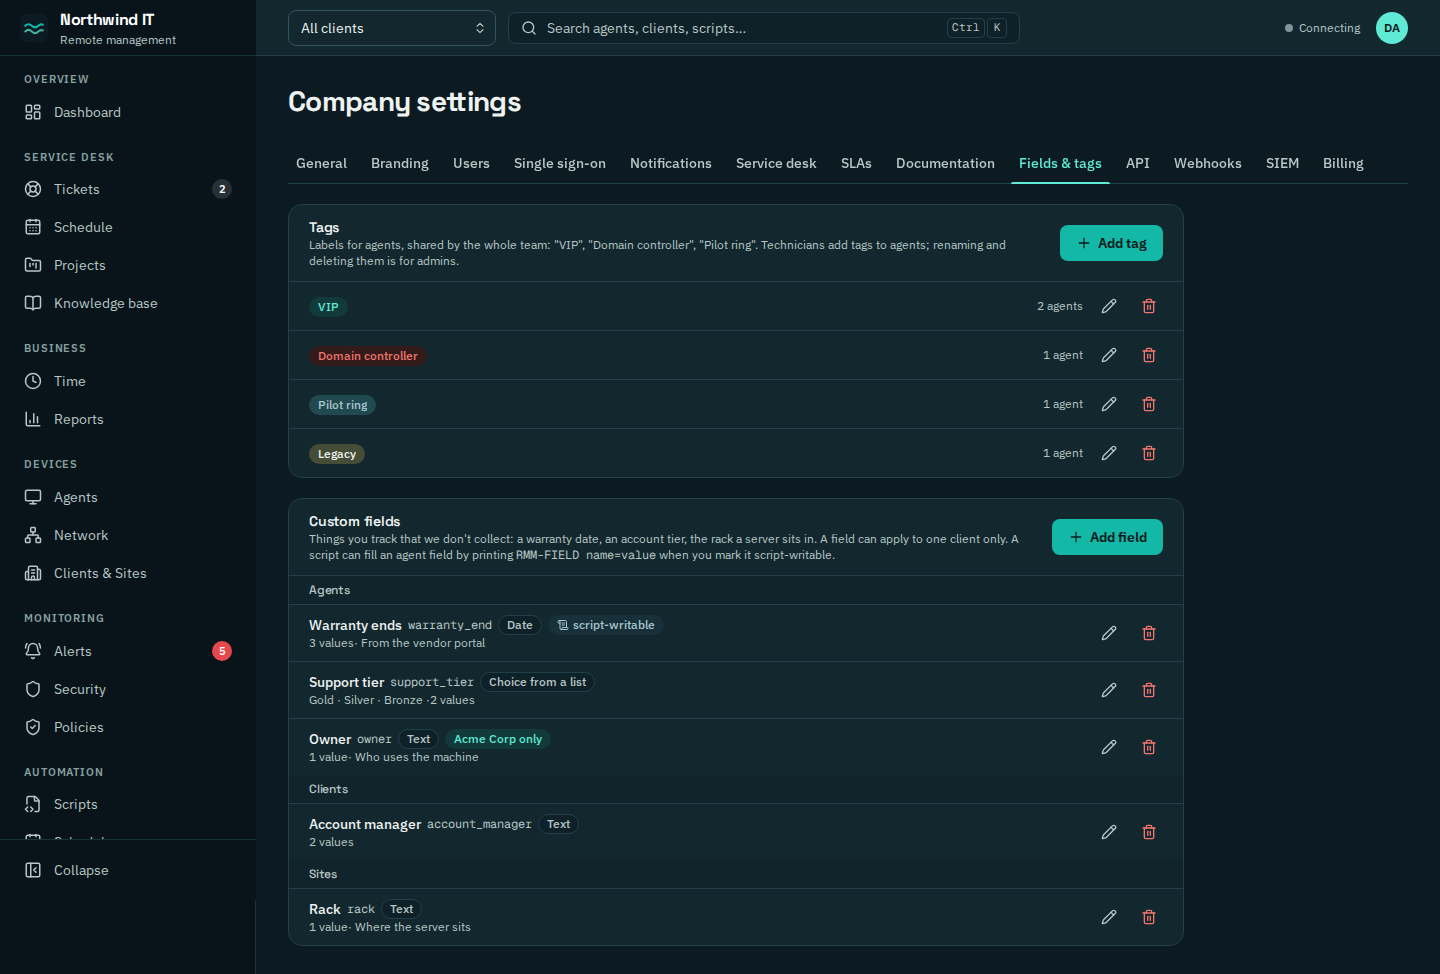 Northwind IT
Remote management
All clients
Search agents, clients, scripts...
Ctrl K
Connecting
DA
OVERVIEW
Dashboard
SERVICE DESK
Tickets 2
Schedule
Projects
Knowledge base
BUSINESS
Time
Reports
DEVICES
Agents
Network
Clients & Sites
MONITORING
Alerts 5
Security
Policies
AUTOMATION
Scripts
Collapse
Company settings
General Branding Users Single sign-on Notifications Service desk SLAs Documentation Fields & tags API Webhooks SIEM Billing
Tags
Labels for agents, shared by the whole team: "VIP", "Domain controller", "Pilot ring". Technicians add tags to agents; renaming and
deleting them is for admins.
Add tag
VIP 2 agents
Domain controller 1 agent
Pilot ring 1 agent
Legacy 1 agent
Custom fields
Things you track that we don't collect: a warranty date, an account tier, the rack a server sits in. A field can apply to one client only. A
script can fill an agent field by printing RMM-FIELD name=value when you mark it script-writable.
Add field
Agents
Warranty ends warranty_end Date script-writable
3 values· From the vendor portal
Support tier support_tier Choice from a list
Gold · Silver · Bronze ·2 values
Owner owner Text Acme Corp only
1 value· Who uses the machine
Clients
Account manager account_manager Text
2 values
Sites
Rack rack Text
1 value· Where the server sits